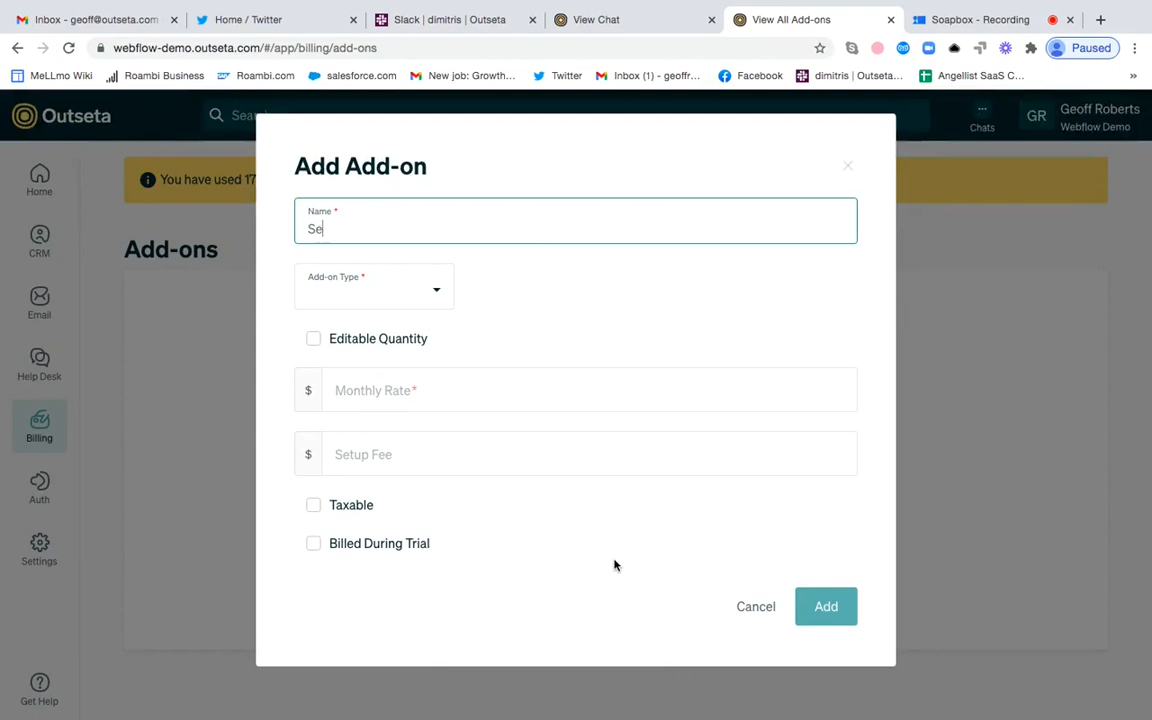 Inbox - geoff@outseta.com
Home / Twitter
Slack | dimitris | Outseta
View Chat
View All Add-ons
Soapbox - Recording
webflow-demo.outseta.com/#/app/billing/add-ons
Paused
MeLLmo Wiki
Roambi Business
Roambi.com
salesforce.com
New job: Growth...
Twitter
Inbox (1) - geoffr...
Facebook
dimitris | Outseta...
Angellist SaaS C...
Outseta
Sea
Chats
GR
Geoff Roberts
Webflow Demo
Home
CRM
Email
Help Desk
Billing
Auth
Settings
Get Help
You have used 17
Add-ons
Add Add-on
Name *
Se
Add-on Type *
Editable Quantity
$ Monthly Rate*
$ Setup Fee
Taxable
Billed During Trial
Cancel
Add